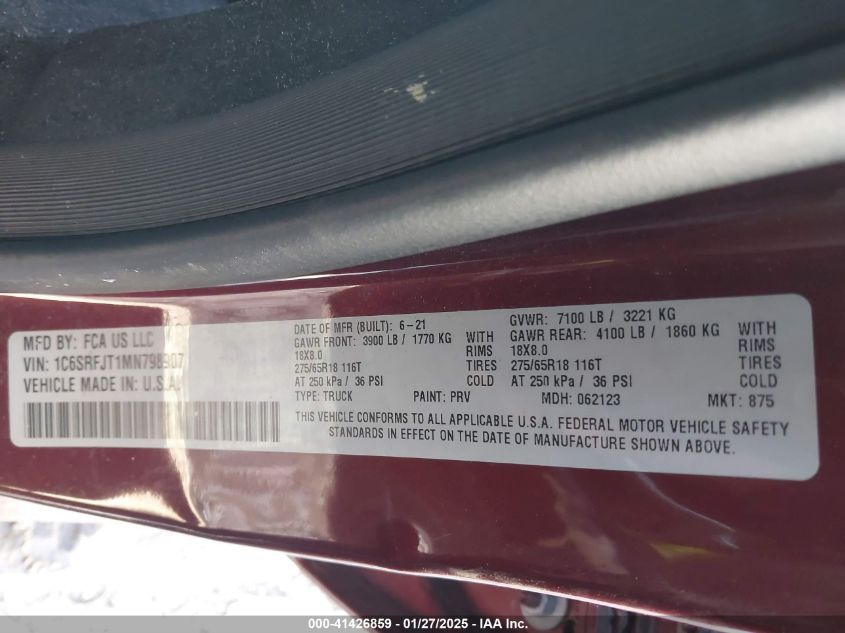 MFD BY: FCA US LLC
VIN: 1C6SRFJT1MN798907
VEHICLE MADE IN: U.S.A.
DATE OF MFR (BUILT): 6-21
GAWR FRONT: 3900 LB / 1770 KG WITH
18X8.0 RIMS
275/65R18 116T TIRES
AT 250 kPa / 36 PSI COLD
TYPE: TRUCK PAINT: PRV
GVWR: 7100 LB / 3221 KG
GAWR REAR: 4100 LB / 1860 KG WITH
18X8.0 RIMS
275/65R18 116T TIRES
AT 250 kPa / 36 PSI COLD
MDH: 062123 MKT: 875
THIS VEHICLE CONFORMS TO ALL APPLICABLE U.S.A. FEDERAL MOTOR VEHICLE SAFETY
STANDARDS IN EFFECT ON THE DATE OF MANUFACTURE SHOWN ABOVE.
000-41426859 - 01/27/2025 - IAA Inc.